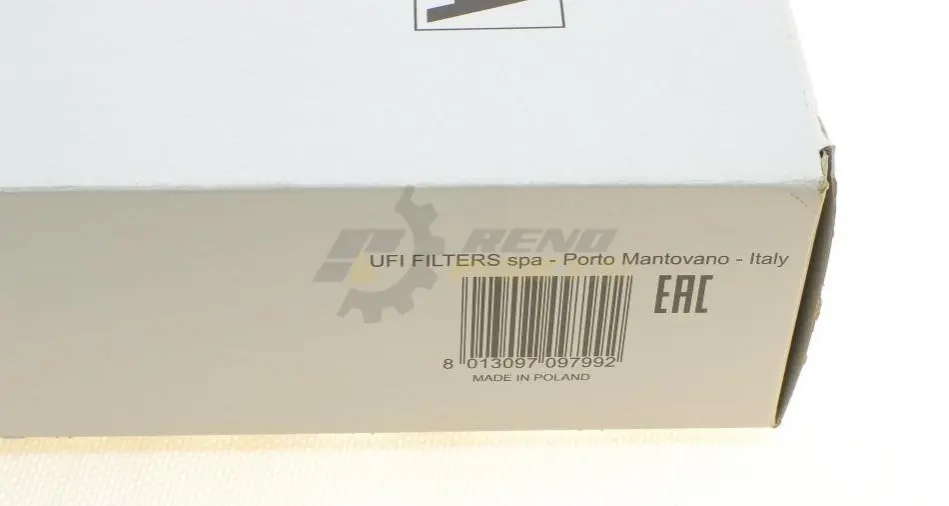 RENO
UFI FILTERS spa - Porto Mantovano - Italy
EAC
8 013097 097992
MADE IN POLAND